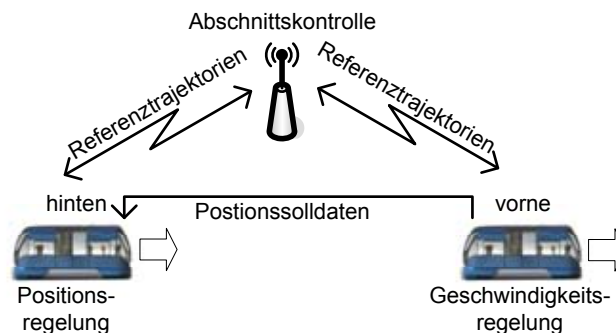 Abschnittskontrolle
Referenztrajektorien
Referenztrajektorien
hinten
Postionssolldaten
vorne
Positions-
regelung
Geschwindigkeits-
regelung